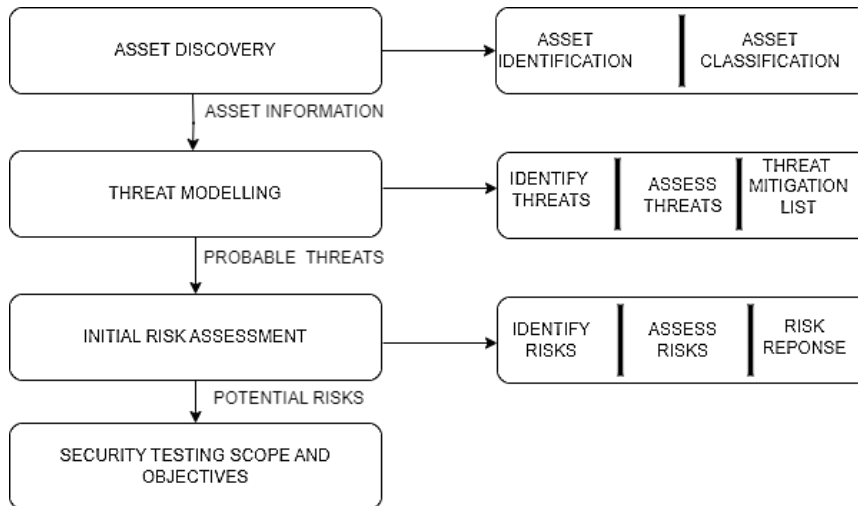 ASSET DISCOVERY
ASSET
IDENTIFICATION
ASSET
CLASSIFICATION
ASSET INFORMATION
THREAT MODELLING
IDENTIFY
THREATS
ASSESS
THREATS
THREAT
MITIGATION
LIST
PROBABLE THREATS
INITIAL RISK ASSESSMENT
IDENTIFY
RISKS
ASSESS
RISKS
RISK
REPONSE
POTENTIAL RISKS
SECURITY TESTING SCOPE AND
OBJECTIVES